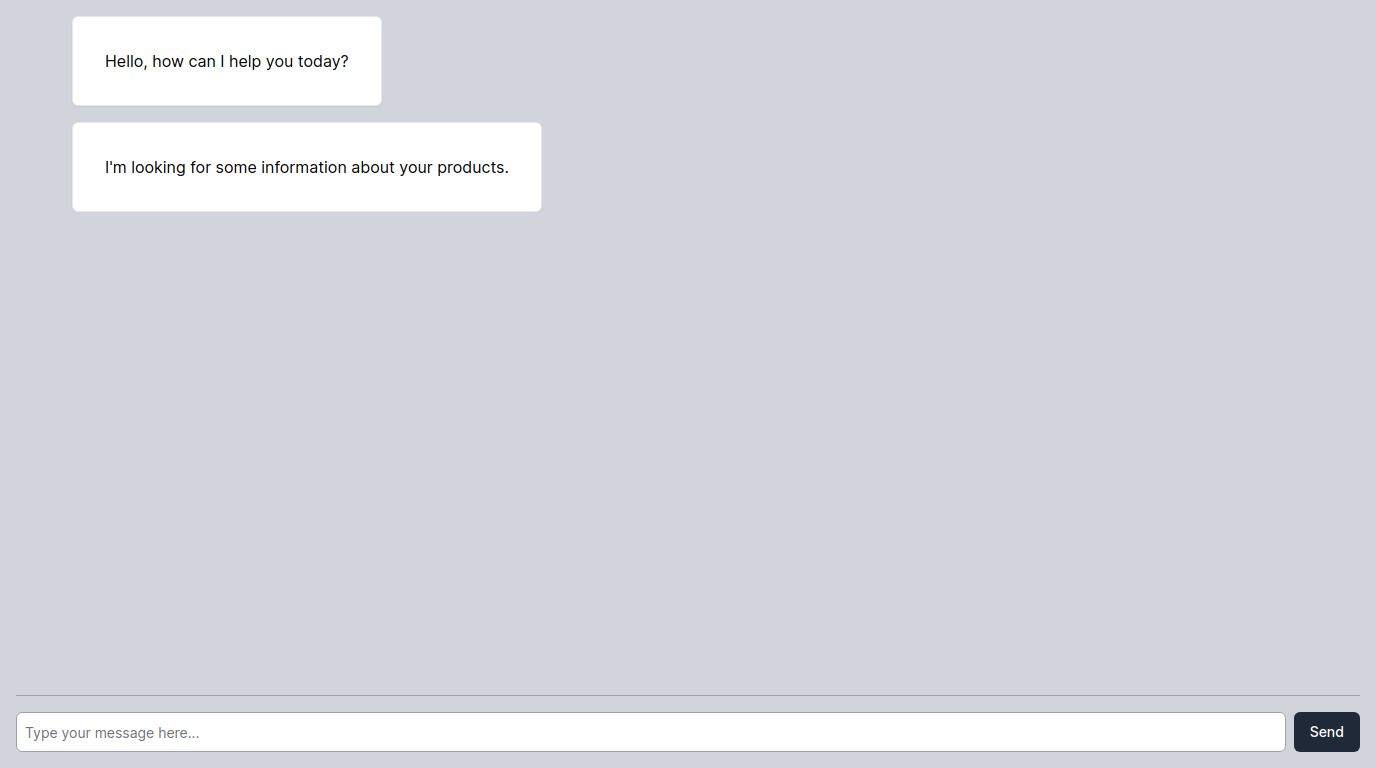 Hello, how can I help you today?
I'm looking for some information about your products.
Type your message here...
Send